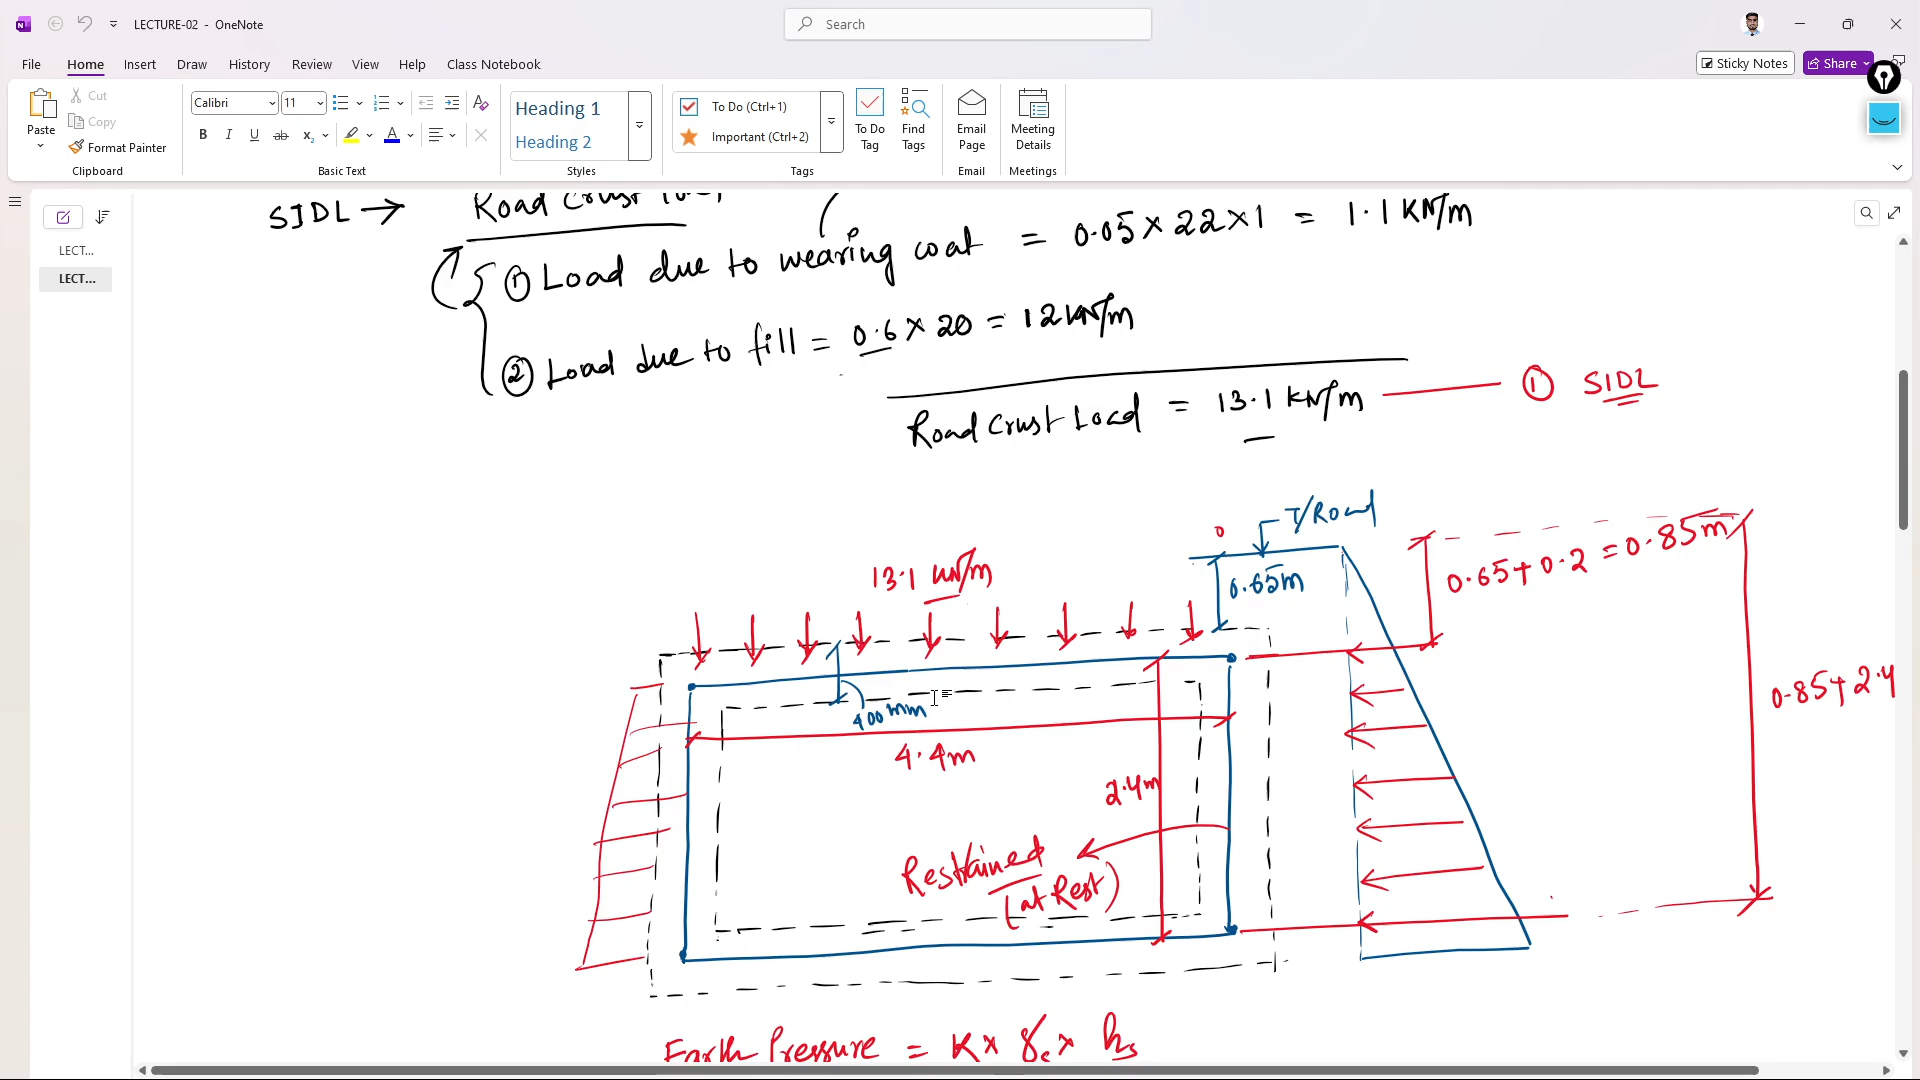 LECTURE-02 - OneNote
Search
File Home Insert Draw History Review View Help Class Notebook
Sticky Notes Share
Paste
Cut
Copy
Format Painter
Clipboard
Calibri 11
B I U ab x
A
Basic Text
Heading 1
Heading 2
Styles
To Do (Ctrl+1)
Important (Ctrl+2)
To Do Tag
Find Tags
Tags
Email Page
Email
Meeting Details
Meetings
LECT...
LECT...
SIDL → Road Crust
① Load due to wearing coat = 0.05 × 22 × 1 = 1.1 KN/m
② Load due to fill = 0.6 × 20 = 12 KN/m
Road Crust Load = 13.1 KN/m ① SIDL
T/Road
0
0.65m
0.65 + 0.2 = 0.85m
13.1 KN/m
0.85 + 2.4
400mm
4.4m
2.4m
Restrained
(at Rest)
Earth Pressure = K ×